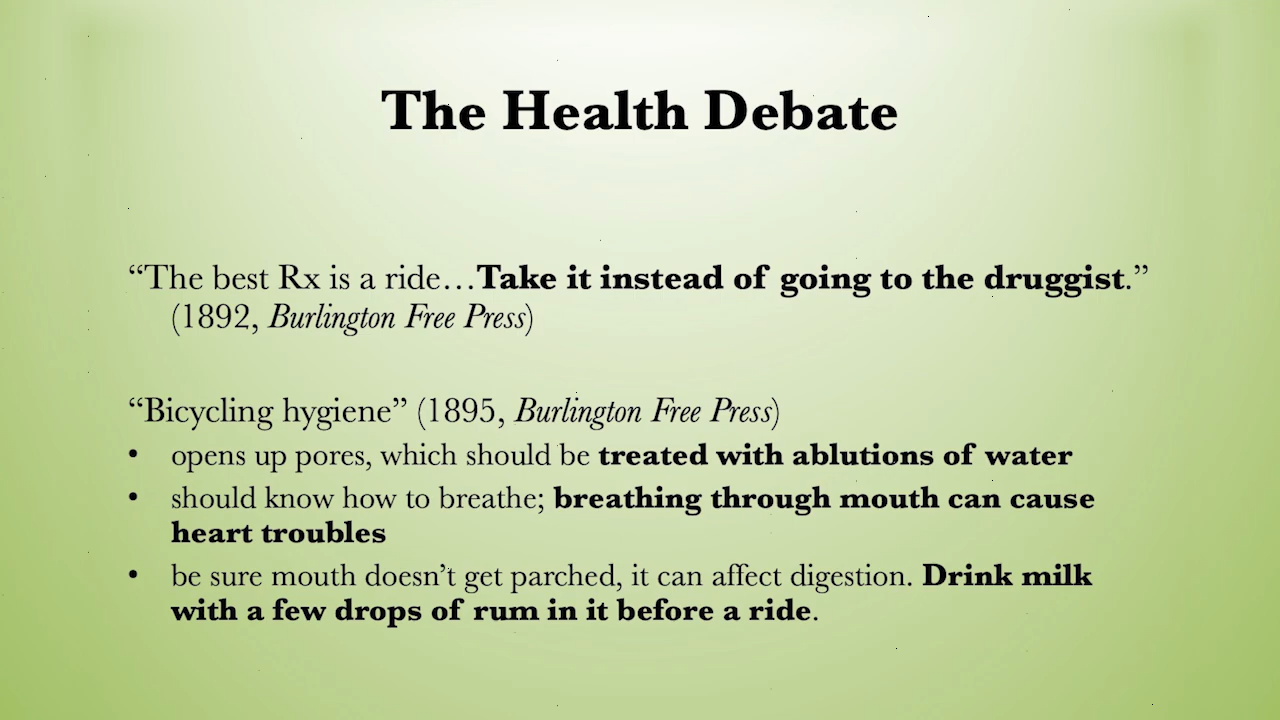 The Health Debate
“The best Rx is a ride…Take it instead of going to the druggist.”
(1892, Burlington Free Press)
“Bicycling hygiene” (1895, Burlington Free Press)
• opens up pores, which should be treated with ablutions of water
• should know how to breathe; breathing through mouth can cause
heart troubles
• be sure mouth doesn’t get parched, it can affect digestion. Drink milk
with a few drops of rum in it before a ride.